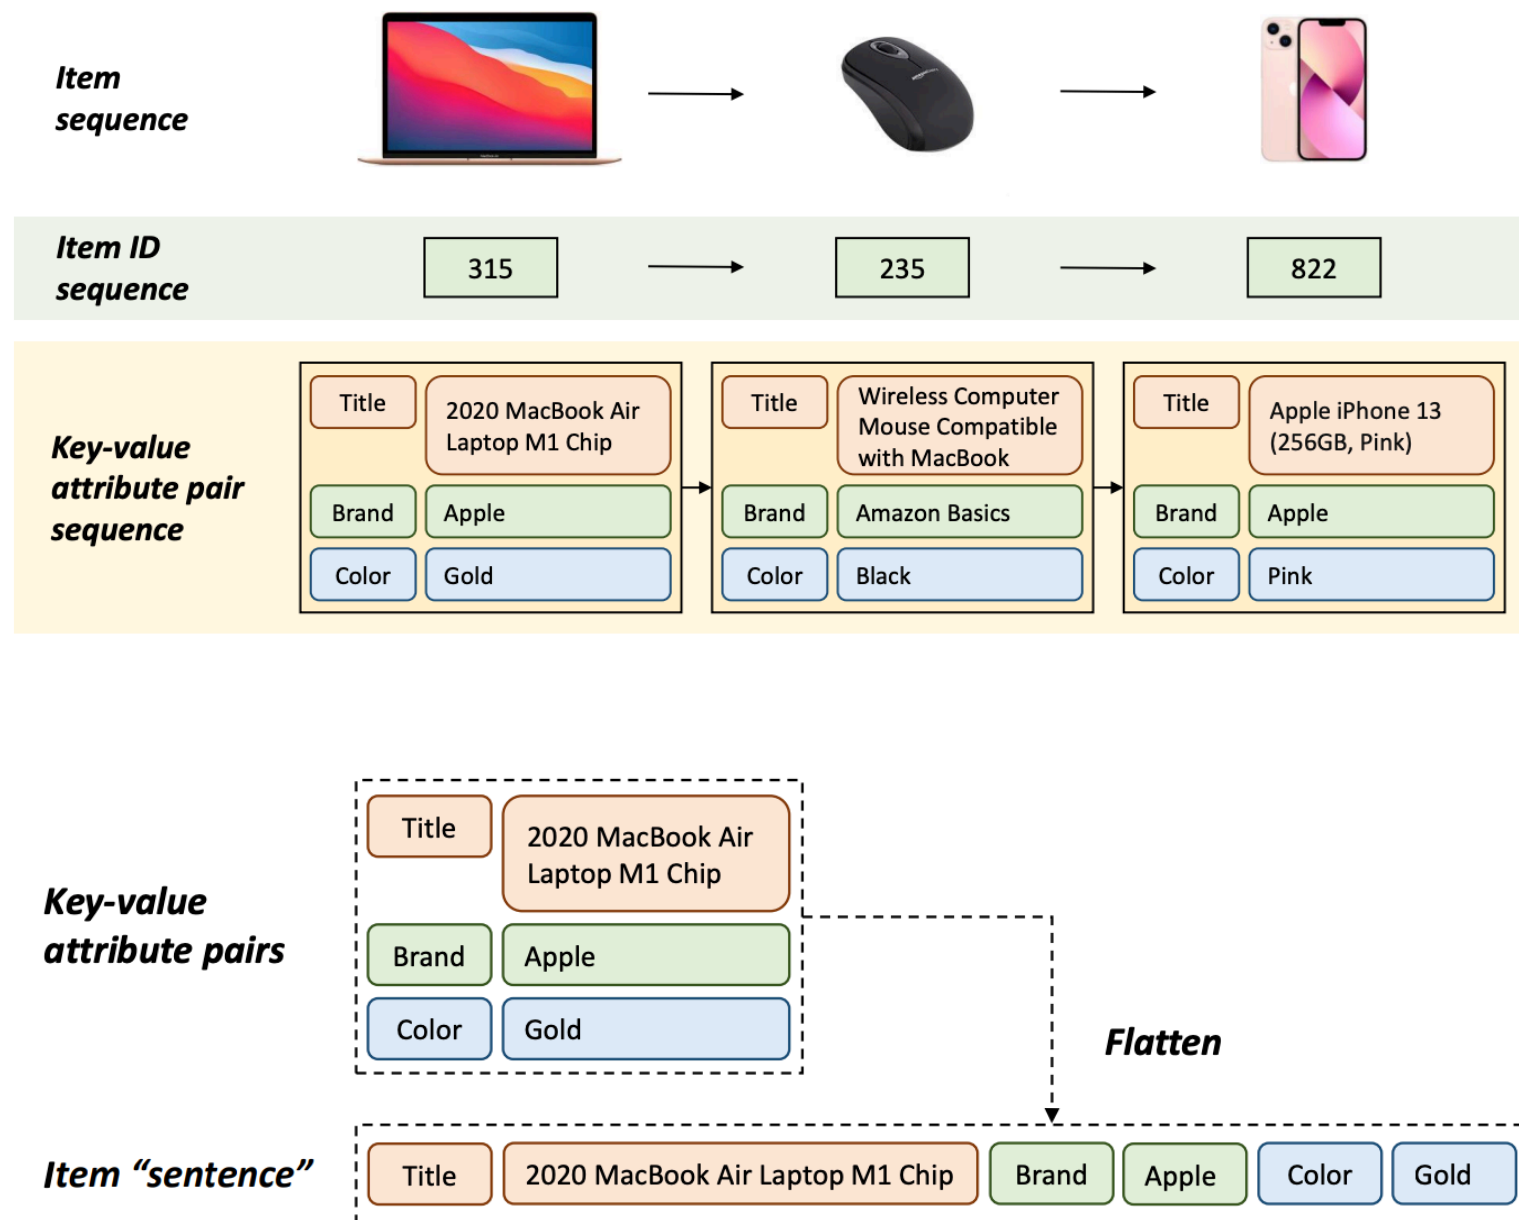 Item
sequence
Item ID
sequence
315
235
822
Key-value
attribute pair
sequence
Title
2020 MacBook Air
Laptop M1 Chip
Brand
Apple
Color
Gold
Title
Wireless Computer
Mouse Compatible
with MacBook
Brand
Amazon Basics
Color
Black
Title
Apple iPhone 13
(256GB, Pink)
Brand
Apple
Color
Pink
Key-value
attribute pairs
Title
2020 MacBook Air
Laptop M1 Chip
Brand
Apple
Color
Gold
Flatten
Item “sentence”
Title 2020 MacBook Air Laptop M1 Chip Brand Apple Color Gold